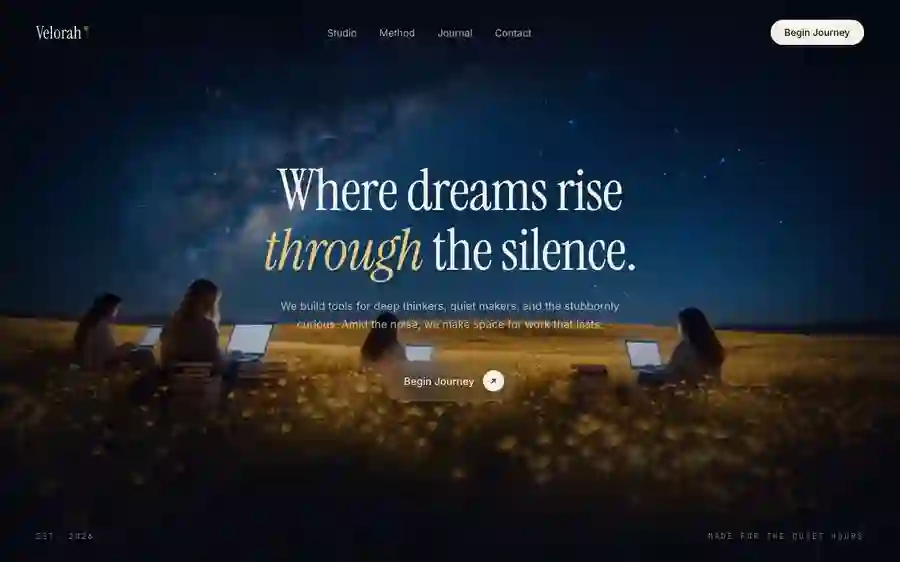 Velorah
Studio Method Journal Contact
Begin Journey
Where dreams rise
through the silence.
We build tools for deep thinkers, quiet makers, and the stubbornly
curious. Amid the noise, we make space for work that lasts.
Begin Journey
EST. 2026
MADE FOR THE QUIET HOURS